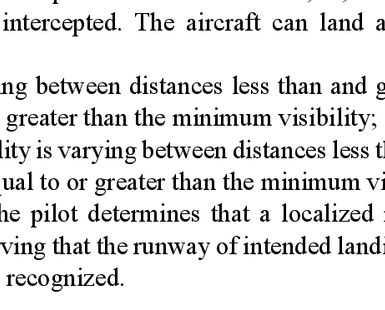 intercepted. The aircraft can land a
ng between distances less than and g
greater than the minimum visibility;
lity is varying between distances less th
ual to or greater than the minimum vi
he pilot determines that a localized
ving that the runway of intended landi
recognized.